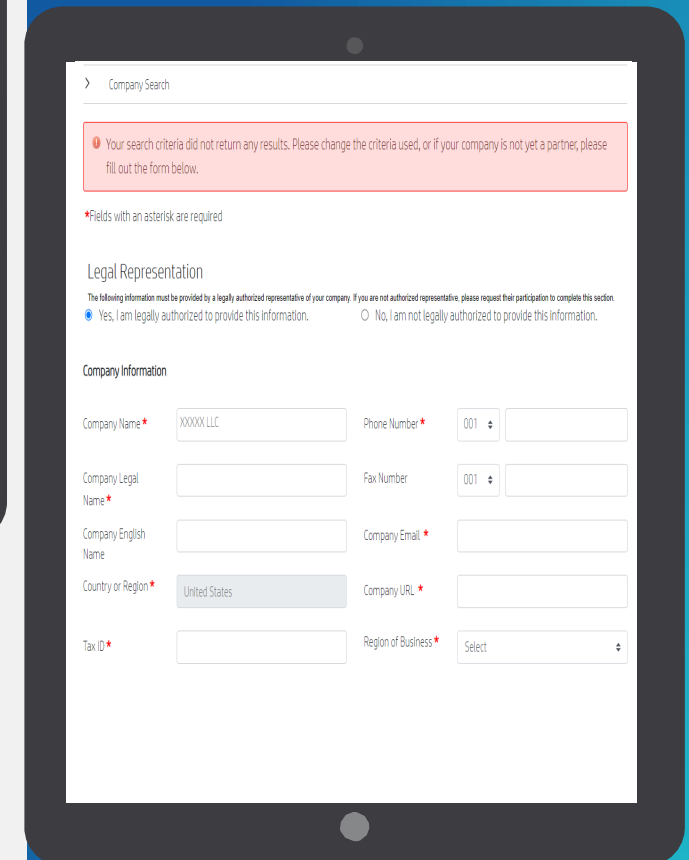 Company Search
Your search criteria did not return any results. Please change the criteria used, or if your company is not yet a partner, please
fill out the form below.
*Fields with an asterisk are required
Legal Representation
The following information must be provided by a legally authorized representative of your company. If you are not authorized representative, please request their participation to complete this section.
Yes, I am legally authorized to provide this information.
No, I am not legally authorized to provide this information.
Company Information
Company Name *
XXXXX LLC
Phone Number *
001
Company Legal
Name *
Fax Number
001
Company English
Name
Company Email *
Country or Region *
United States
Company URL *
Tax ID *
Region of Business *
Select